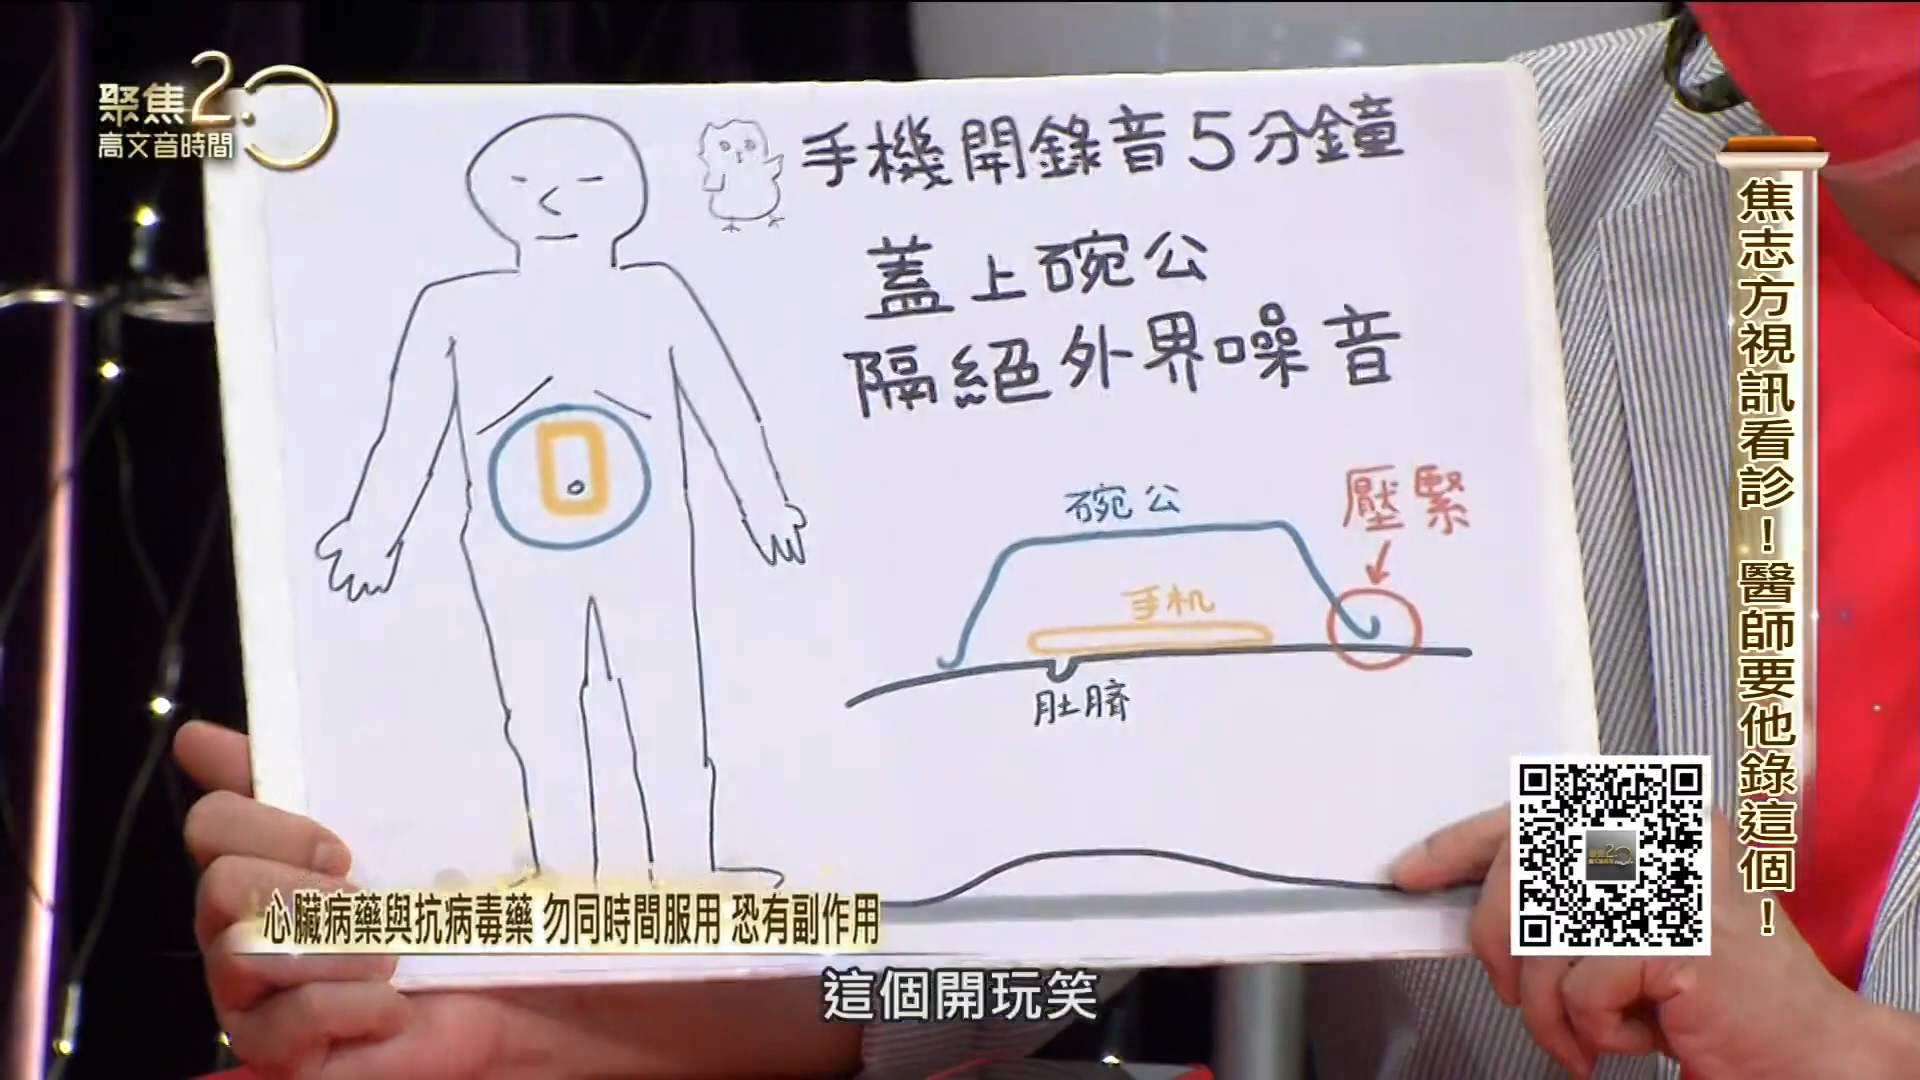 聚焦2.0
高文音時間
手機開錄音5分鐘
蓋上碗公
隔絕外界噪音
碗公
壓緊
手机
肚臍
焦志方視訊看診！醫師要他錄這個！
心臟病藥與抗病毒藥 勿同時間服用 恐有副作用
這個開玩笑